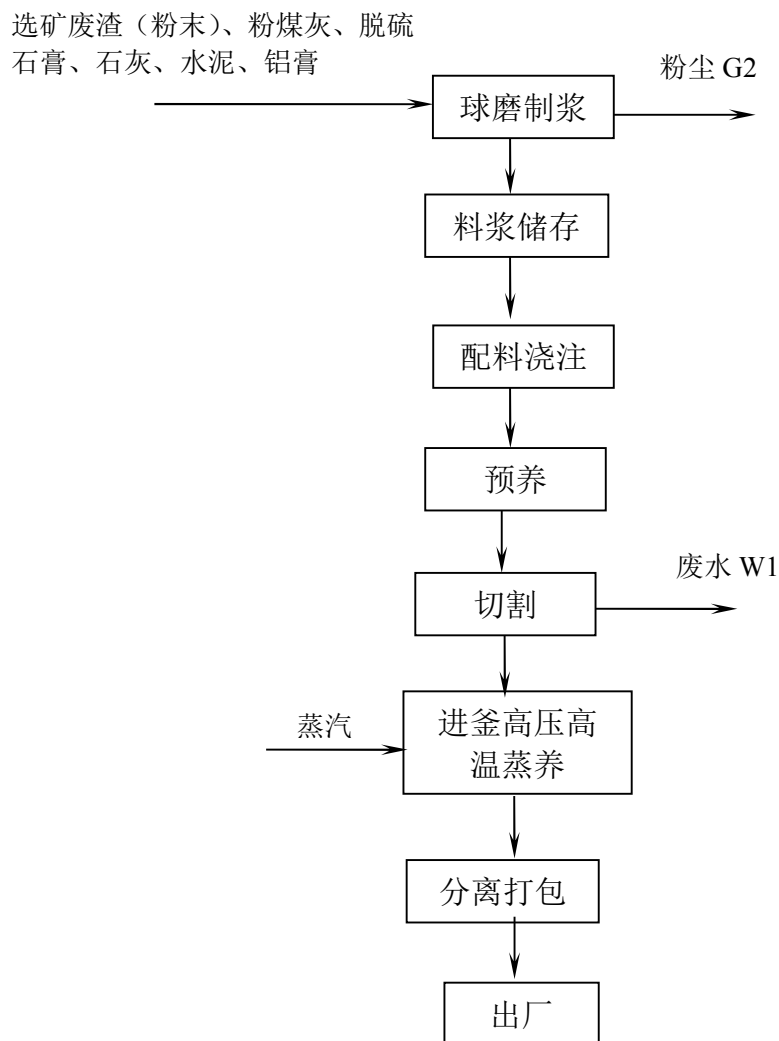 选矿废渣（粉末）、粉煤灰、脱硫
石膏、石灰、水泥、铝膏
粉尘 G2
球磨制浆
料浆储存
配料浇注
预养
废水 W1
切割
蒸汽
进釜高压高
温蒸养
分离打包
出厂